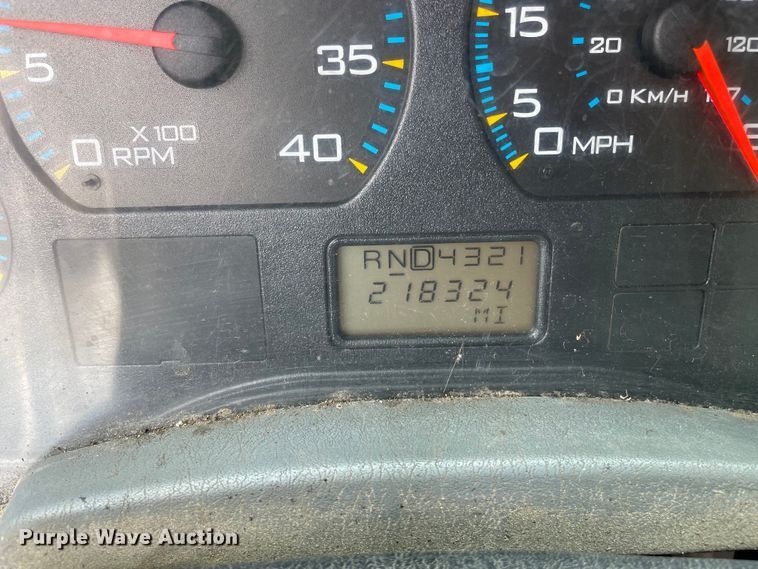 5
35
X100
0 RPM
40
15
20
120
5
0 KM/H
0 MPH
RND4321
218324
MI
Purple Wave Auction